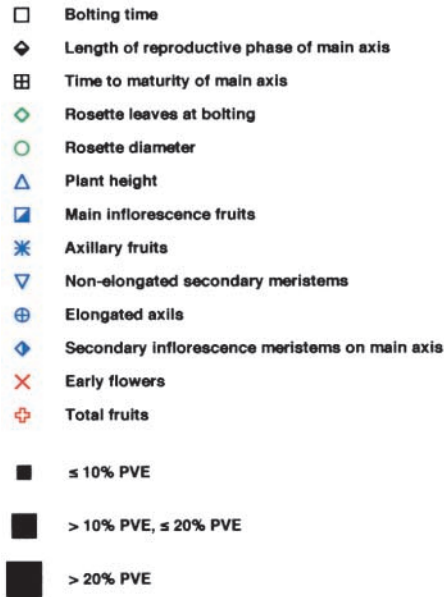 Bolting time
Length of reproductive phase of main axis
Time to maturity of main axis
Rosette leaves at bolting
Rosette diameter
Plant height
Main inflorescence fruits
Axillary fruits
Non-elongated secondary meristems
Elongated axils
Secondary inflorescence meristems on main axis
Early flowers
Total fruits
≤ 10% PVE
> 10% PVE, ≤ 20% PVE
> 20% PVE